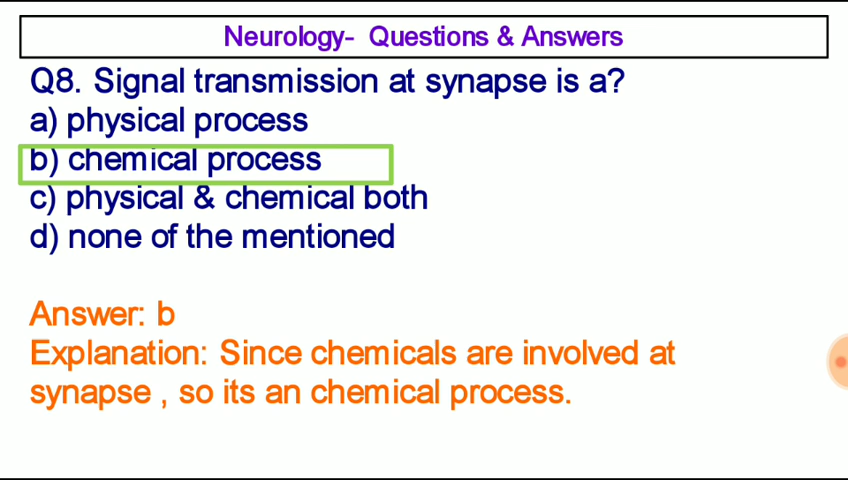 Neurology- Questions & Answers
Q8. Signal transmission at synapse is a?
a) physical process
b) chemical process
c) physical & chemical both
d) none of the mentioned
Answer: b
Explanation: Since chemicals are involved at
synapse , so its an chemical process.